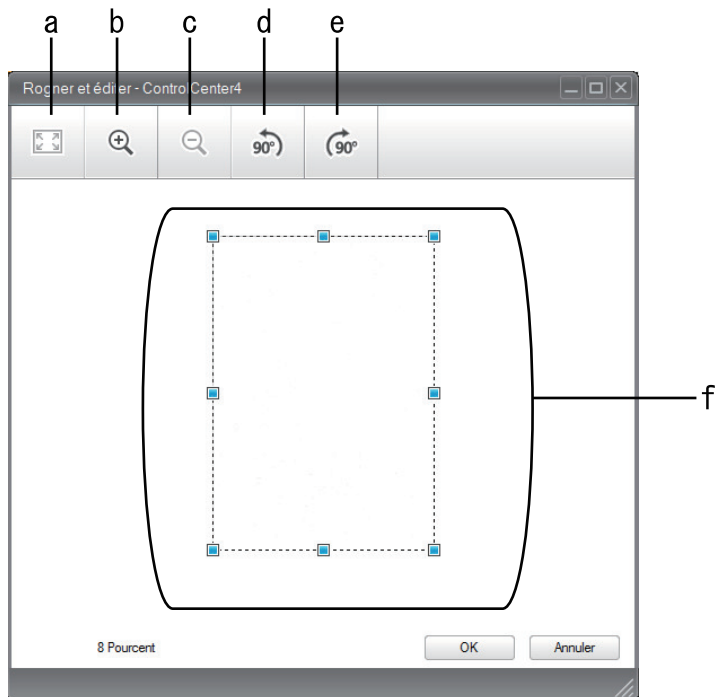 a b c d e
Rogner et éditer - ControlCenter4
90° 90°
f
8 Pourcent OK Annuler